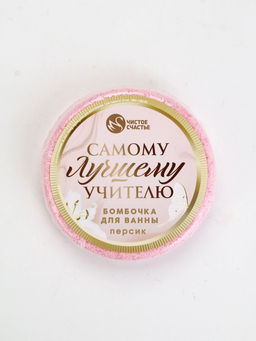 ЧИСТОЕ
СЧАСТЬЕ
САМОМУ
Лучшему
УЧИТЕЛЮ
БОМБОЧКА
ДЛЯ ВАННЫ
персик